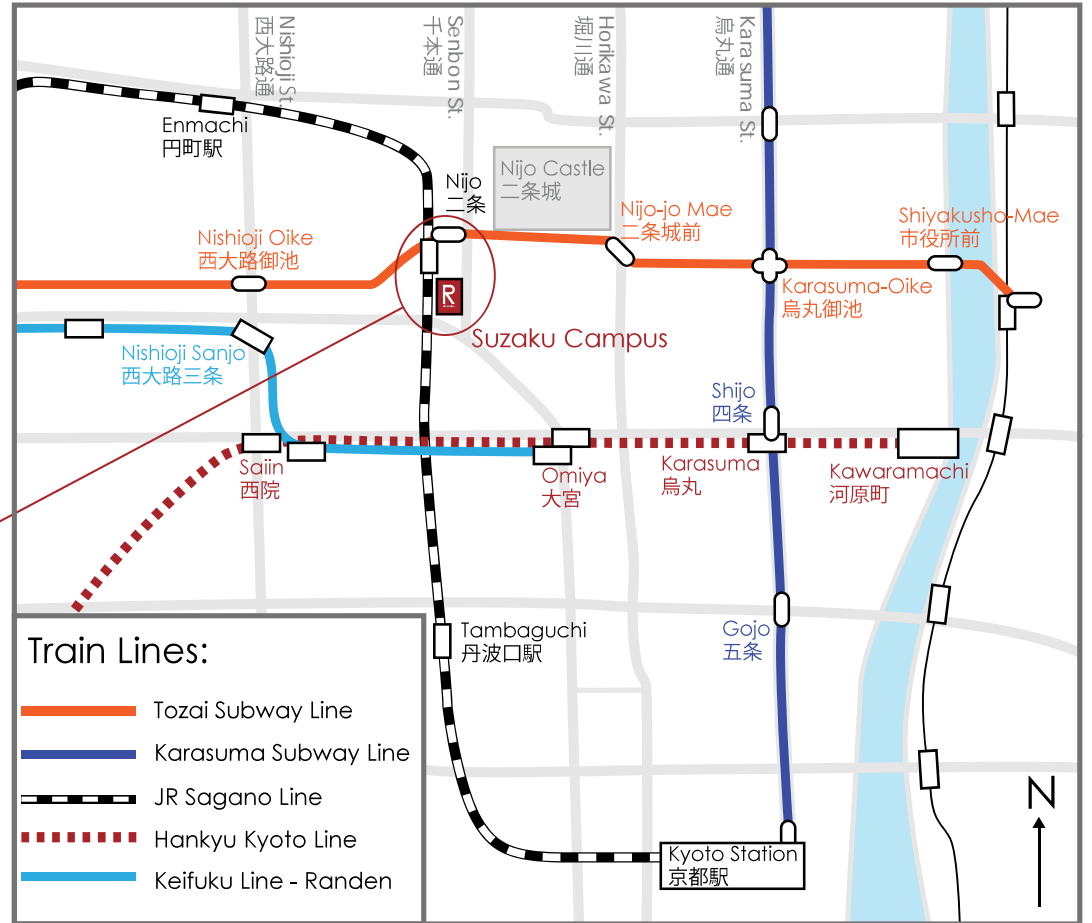 Nishioji St.
西大路通
Senbon St.
千本通
Horikawa St.
堀川通
Karasuma St.
烏丸通
Enmachi
円町駅
Nijo
二条
Nijo Castle
二条城
Nishioji Oike
西大路御池
Nijo-jo Mae
二条城前
Shiyakusho-Mae
市役所前
Karasuma-Oike
烏丸御池
R
Suzaku Campus
Nishioji Sanjo
西大路三条
Shijo
四条
Saiin
西院
Omiya
大宮
Karasuma
烏丸
Kawaramachi
河原町
Tambaguchi
丹波口駅
Gojo
五条
Kyoto Station
京都駅
N
Train Lines:
Tozai Subway Line
Karasuma Subway Line
JR Sagano Line
Hankyu Kyoto Line
Keifuku Line - Randen